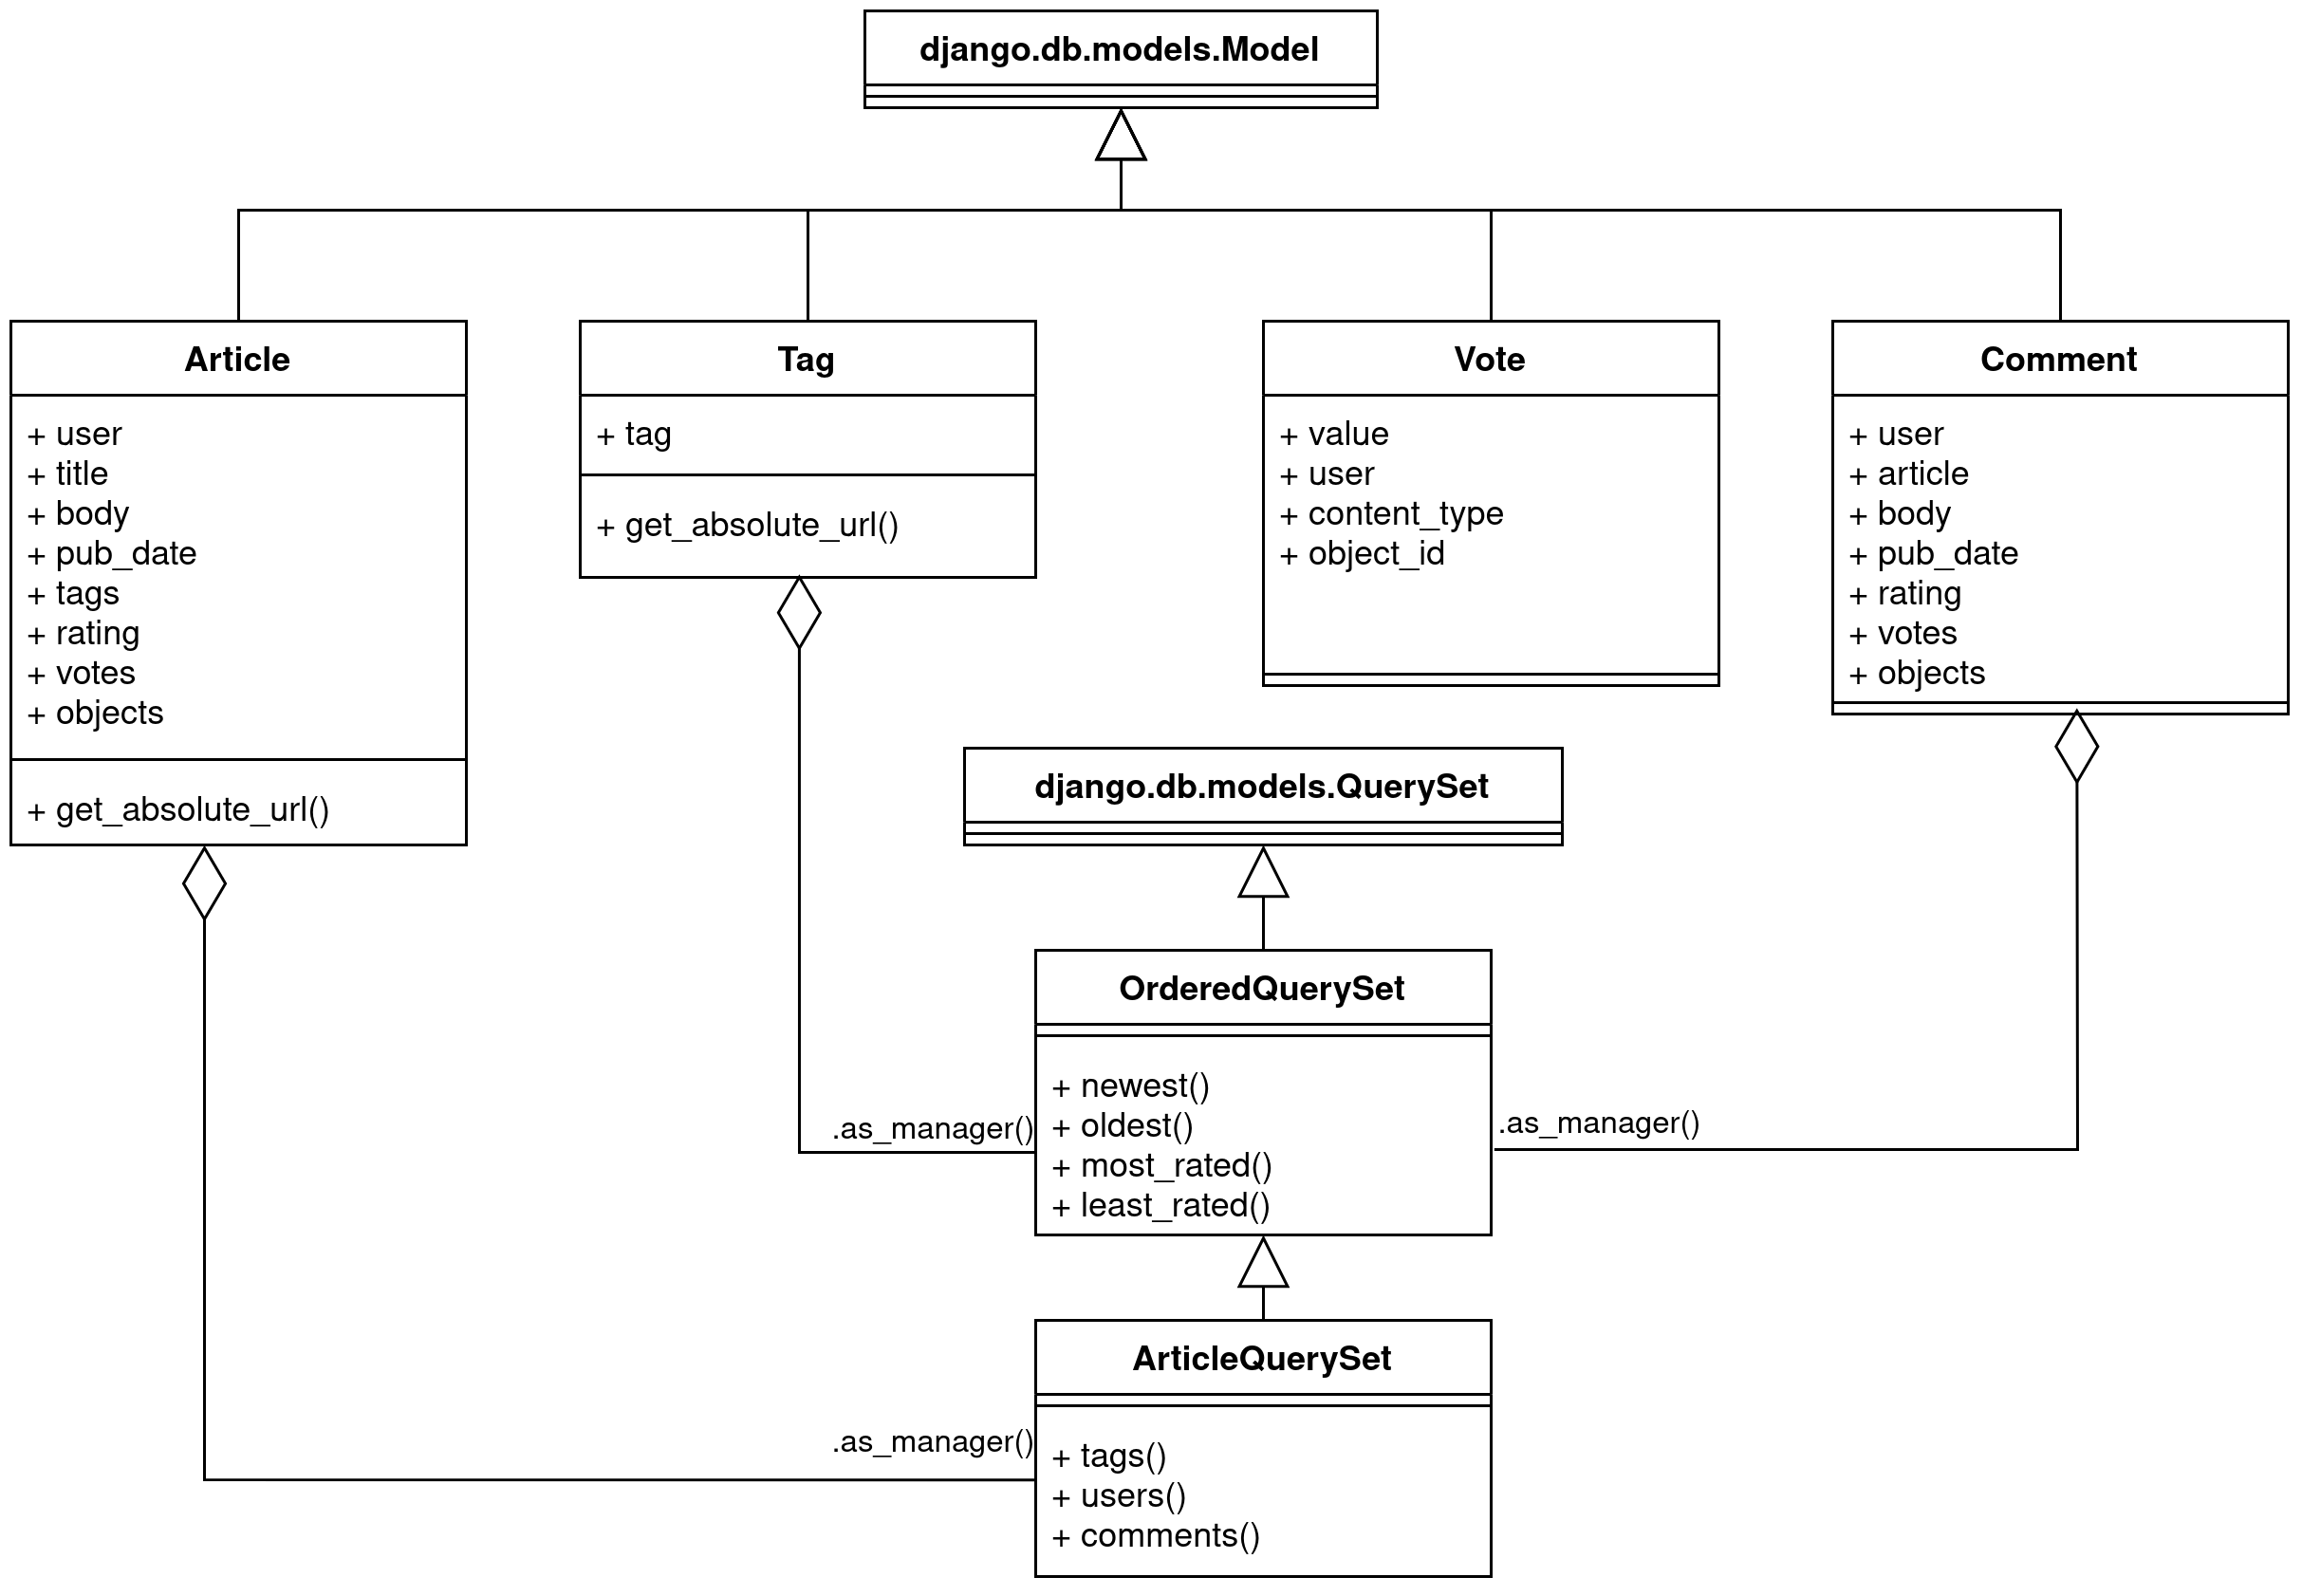 django.db.models.Model
Article
+ user
+ title
+ body
+ pub_date
+ tags
+ rating
+ votes
+ objects
+ get_absolute_url()
Tag
+ tag
+ get_absolute_url()
Vote
+ value
+ user
+ content_type
+ object_id
Comment
+ user
+ article
+ body
+ pub_date
+ rating
+ votes
+ objects
django.db.models.QuerySet
OrderedQuerySet
+ newest()
+ oldest()
+ most_rated()
+ least_rated()
.as_manager()
.as_manager()
ArticleQuerySet
+ tags()
+ users()
+ comments()
.as_manager()